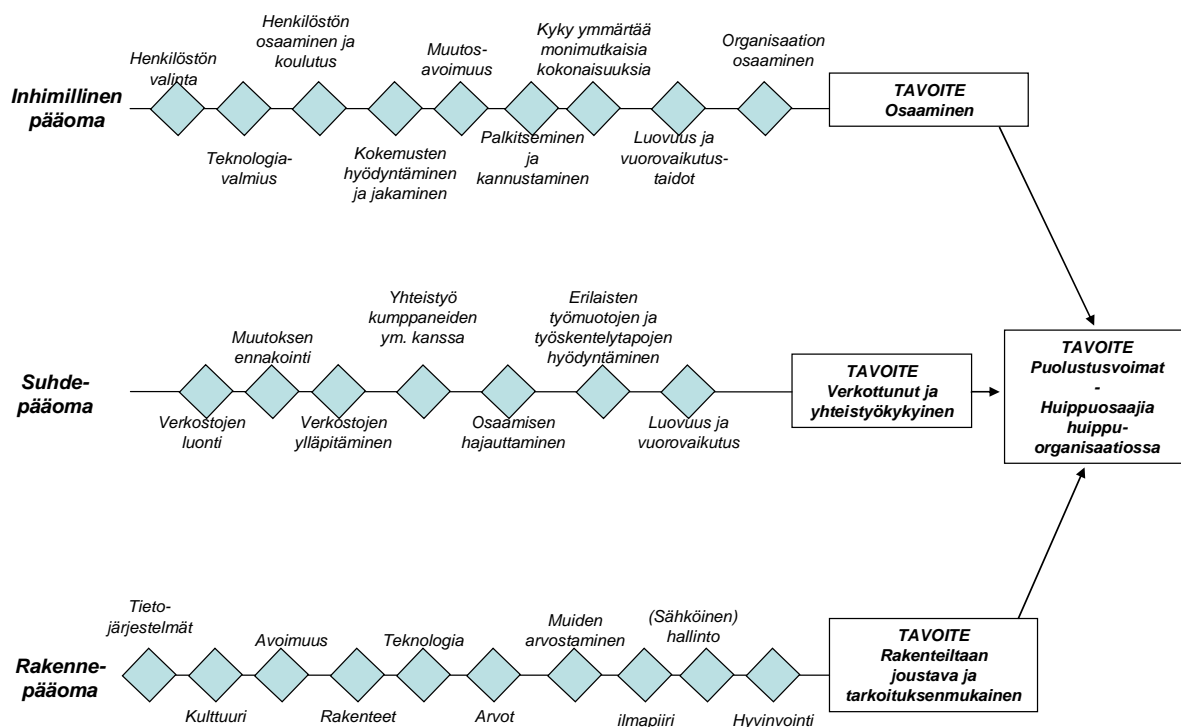 Henkilöstön
valinta
Henkilöstön
osaaminen ja
koulutus
Muutos-
avoimuus
Kyky ymmärtää
monimutkaisia
kokonaisuuksia
Organisaation
osaaminen
Inhimillinen
pääoma
TAVOITE
Osaaminen
Teknologia-
valmius
Kokemusten
hyödyntäminen
ja jakaminen
Palkitseminen
ja
kannustaminen
Luovuus ja
vuorovaikutus-
taidot
Muutoksen
ennakointi
Yhteistyö
kumppaneiden
ym. kanssa
Erilaisten
työmuotojen ja
työskentelytapojen
hyödyntäminen
Suhde-
pääoma
TAVOITE
Verkottunut ja
yhteistyökykyinen
TAVOITE
Puolustusvoimat
-
Huippuosaajia
huippu-
organisaatiossa
Verkostojen
luonti
Verkostojen
ylläpitäminen
Osaamisen
hajauttaminen
Luovuus ja
vuorovaikutus
Tieto-
järjestelmät
Avoimuus
Teknologia
Muiden
arvostaminen
(Sähköinen)
hallinto
Rakenne-
pääoma
TAVOITE
Rakenteiltaan
joustava ja
tarkoituksenmukainen
Kulttuuri
Rakenteet
Arvot
ilmapiiri
Hyvinvointi